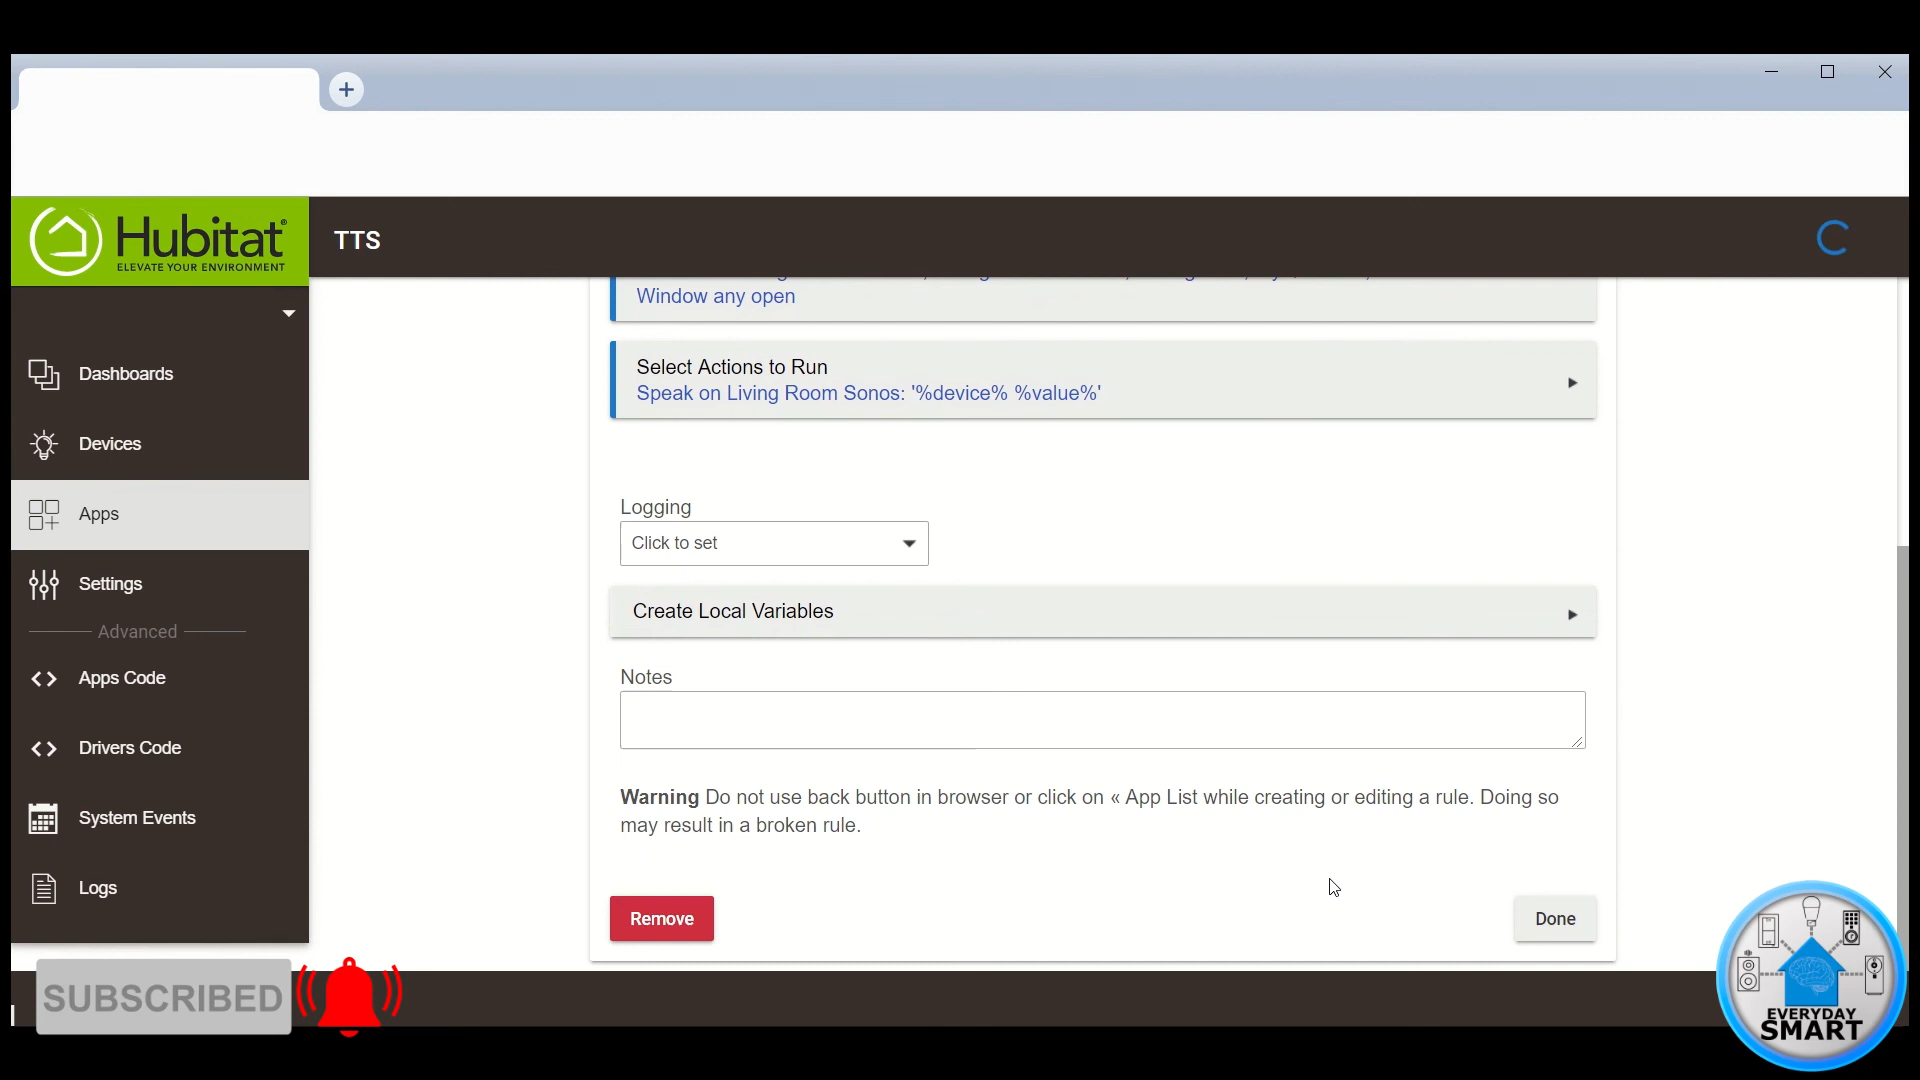 Hubitat®
ELEVATE YOUR ENVIRONMENT
TTS
Dashboards
Devices
Apps
Settings
Advanced
Apps Code
Drivers Code
System Events
Logs
Window any open
Select Actions to Run
Speak on Living Room Sonos: '%device% %value%'
Logging
Click to set
Create Local Variables
Notes
Warning Do not use back button in browser or click on « App List while creating or editing a rule. Doing so
may result in a broken rule.
Remove
Done
SUBSCRIBED
EVERYDAY
SMART